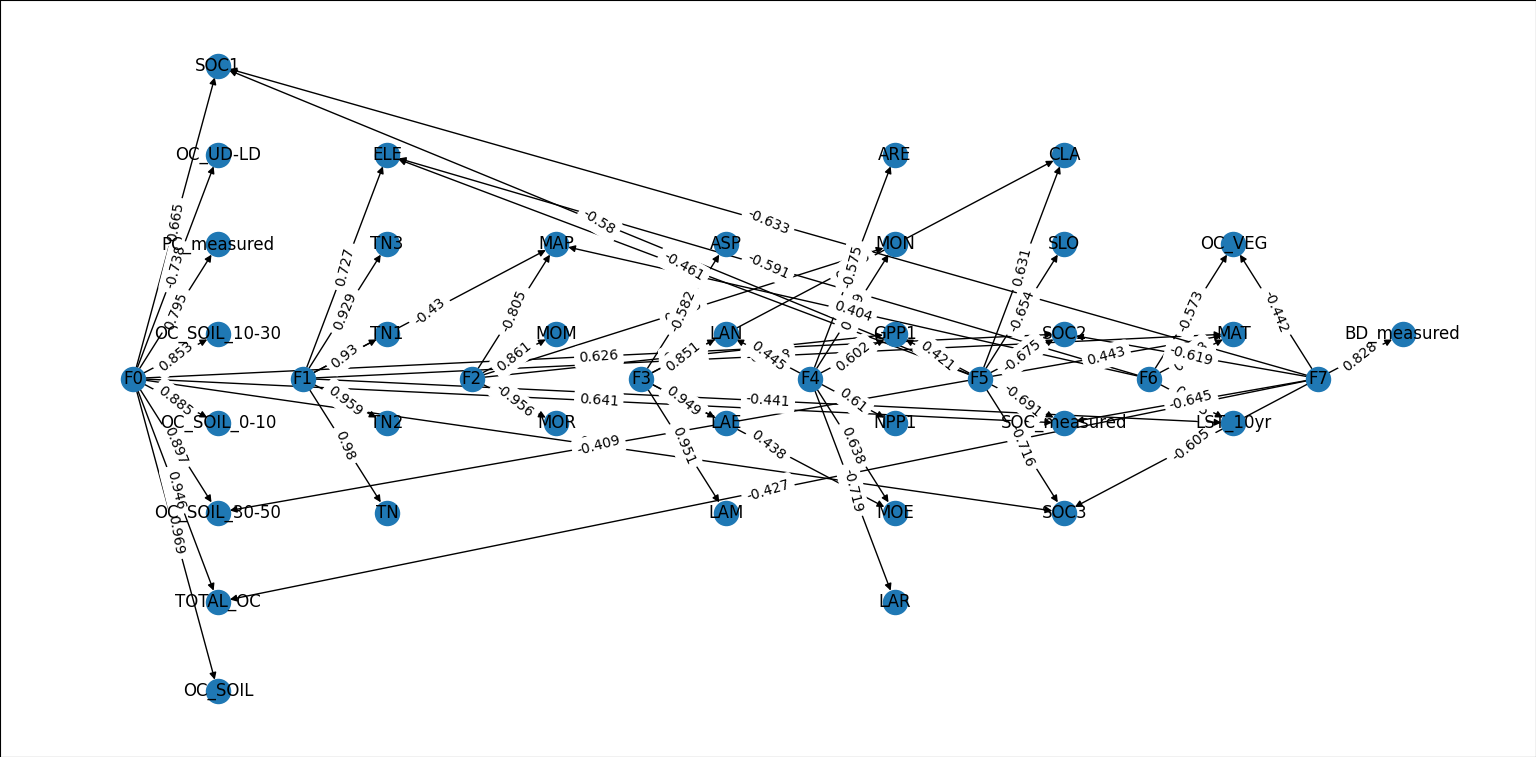 SOC1
OC_UD-LD
ELE
ARE
CLA
-0.665
-0.58
-0.633
PC_measured
TN3
MAP
ASP
MON
SLO
OC_VEG
-0.738
0.727
-0.461
-0.591
-0.575
0.631
0.795
0.929
-0.43
-0.805
-0.582
0.404
-0.654
-0.573
-0.442
OC_SOIL_10-30
TN1
MOM
LAN
GPP1
SOC2
MAT
BD_measured
0.853
0.93
0.861
0.626
0.851
0.445
0.602
0.421
-0.675
0.443
-0.619
0.828
F0
F1
F2
F3
F4
F5
F6
F7
0.885
0.959
-0.956
0.641
0.949
-0.441
0.61
-0.691
-0.645
OC_SOIL_0-10
TN2
MOR
LAE
NPP1
SOC_measured
LST_10yr
0.897
0.98
-0.409
0.951
0.438
0.638
0.716
-0.605
OC_SOIL_30-50
TN
LAM
MOE
SOC3
0.946
-0.427
-0.719
0.969
TOTAL_OC
LAR
OC_SOIL